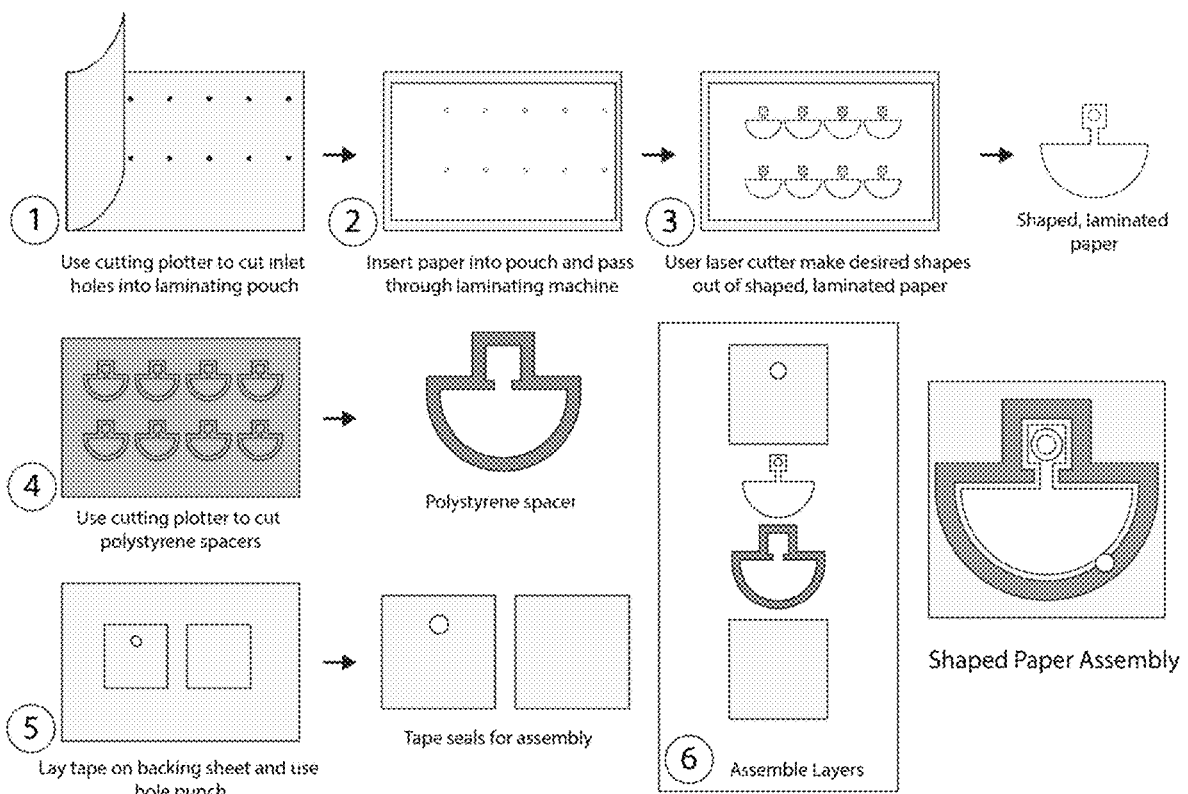 1
Use cutting plotter to cut inlet
holes into laminating pouch
2
Insert paper into pouch and pass
through laminating machine
3
User laser cutter make desired shapes
out of shaped, laminated paper
Shaped, laminated
paper
4
Use cutting plotter to cut
polystyrene spacers
Polystyrene spacer
5
Lay tape on backing sheet and use
hole punch
Tape seals for assembly
6
Assemble Layers
Shaped Paper Assembly